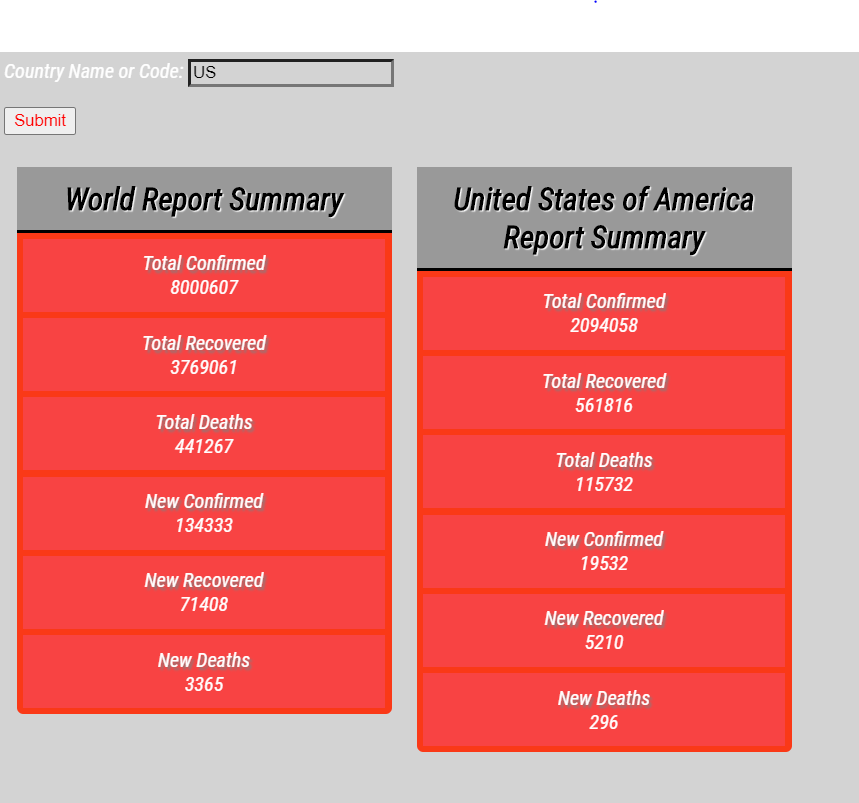 Country Name or Code: US
Submit
World Report Summary
Total Confirmed
8000607
Total Recovered
3769061
Total Deaths
441267
New Confirmed
134333
New Recovered
71408
New Deaths
3365
United States of America
Report Summary
Total Confirmed
2094058
Total Recovered
561816
Total Deaths
115732
New Confirmed
19532
New Recovered
5210
New Deaths
296